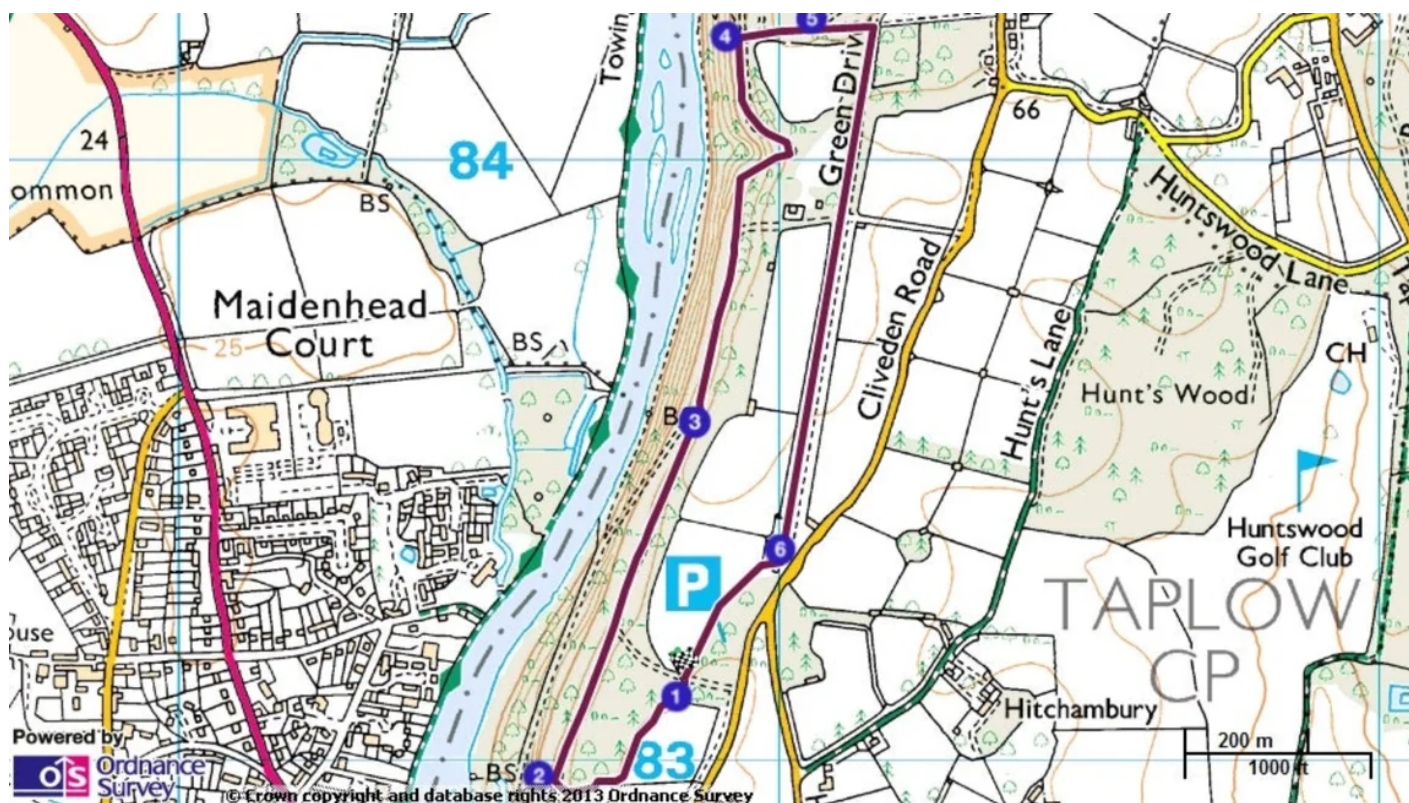 4
5
Towin
Green Driv
66
24
84
ommon
BS
Huntswood Lane
Maidenhead
Court
25
BS
Cliveden Road
Hunt's Lane
CH
Hunt's Wood
3
Huntswood
Golf Club
6
P
TAPLOW
CP
ouse
1
Hitchambury
Powered by
OS Ordnance
Survey
BS
2
83
200 m
1000 ft
© Crown copyright and database rights 2013 Ordnance Survey